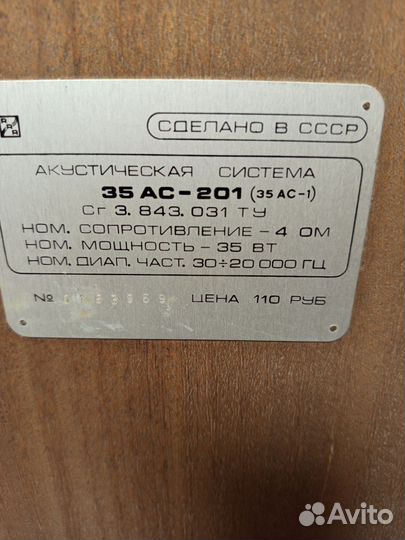 СДЕЛАНО В СССР
АКУСТИЧЕСКАЯ СИСТЕМА
35 АС-201 (35 АС-1)
Сг 3. 843. 031 ТУ
НОМ. СОПРОТИВЛЕНИЕ - 4 ОМ
НОМ. МОЩНОСТЬ - 35 ВТ
НОМ. ДИАП. ЧАСТ. 30÷20 000 ГЦ
№ ЦЕНА 110 РУБ
Avito